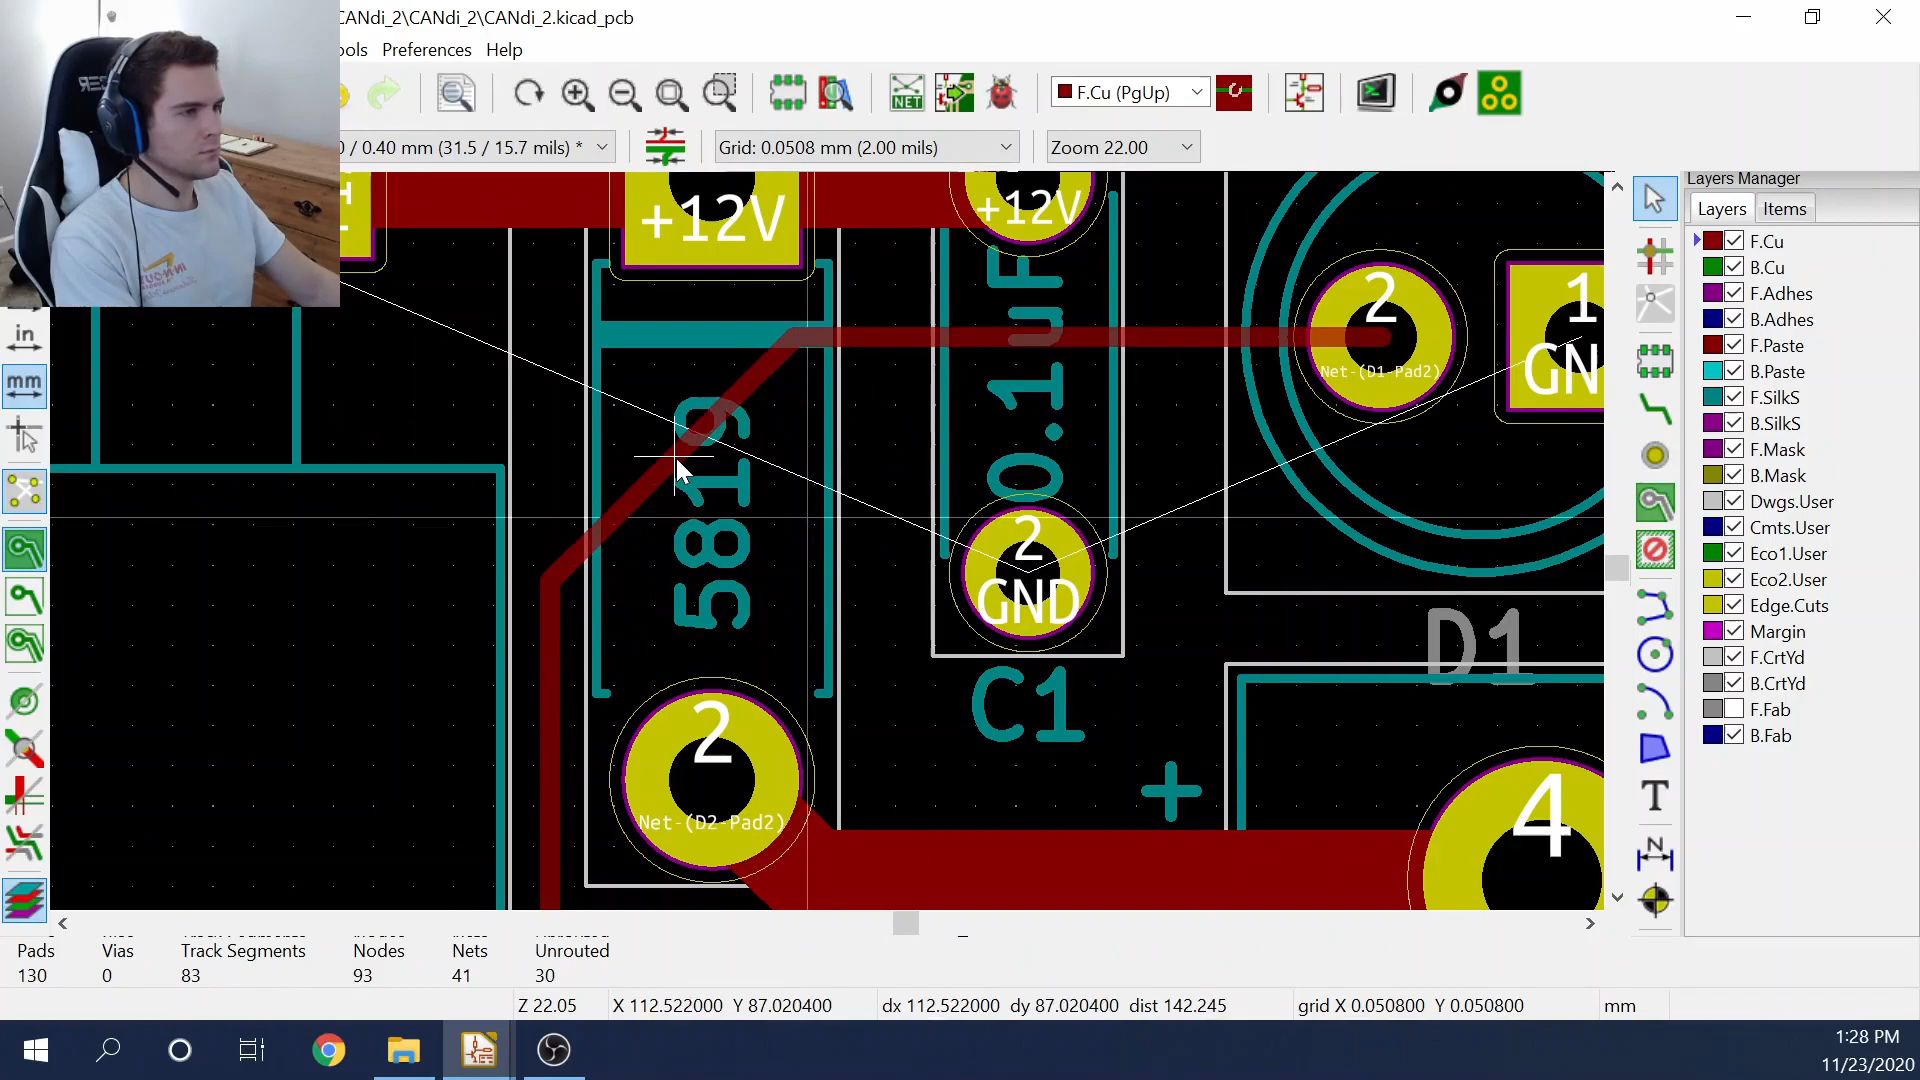 CANdi_2\CANdi_2\CANdi_2.kicad_pcb
ools Preferences Help
NET
F.Cu (PgUp)
0 / 0.40 mm (31.5 / 15.7 mils) *
Grid: 0.0508 mm (2.00 mils)
Zoom 22.00
Layers Manager
Layers Items
F.Cu
B.Cu
F.Adhes
B.Adhes
F.Paste
B.Paste
F.SilkS
B.SilkS
F.Mask
B.Mask
Dwgs.User
Cmts.User
Eco1.User
Eco2.User
Edge.Cuts
Margin
F.CrtYd
B.CrtYd
F.Fab
B.Fab
in
mm
T
N
+12V
+12V
0.1uF
5819
2
Net-(D1-Pad2)
1
GN
2
GND
D1
C1
+
2
Net-(D2-Pad2)
4
Pads Vias Track Segments Nodes Nets Unrouted
130 0 83 93 41 30
Z 22.05 X 112.522000 Y 87.020400 dx 112.522000 dy 87.020400 dist 142.245 grid X 0.050800 Y 0.050800 mm
1:28 PM
11/23/2020